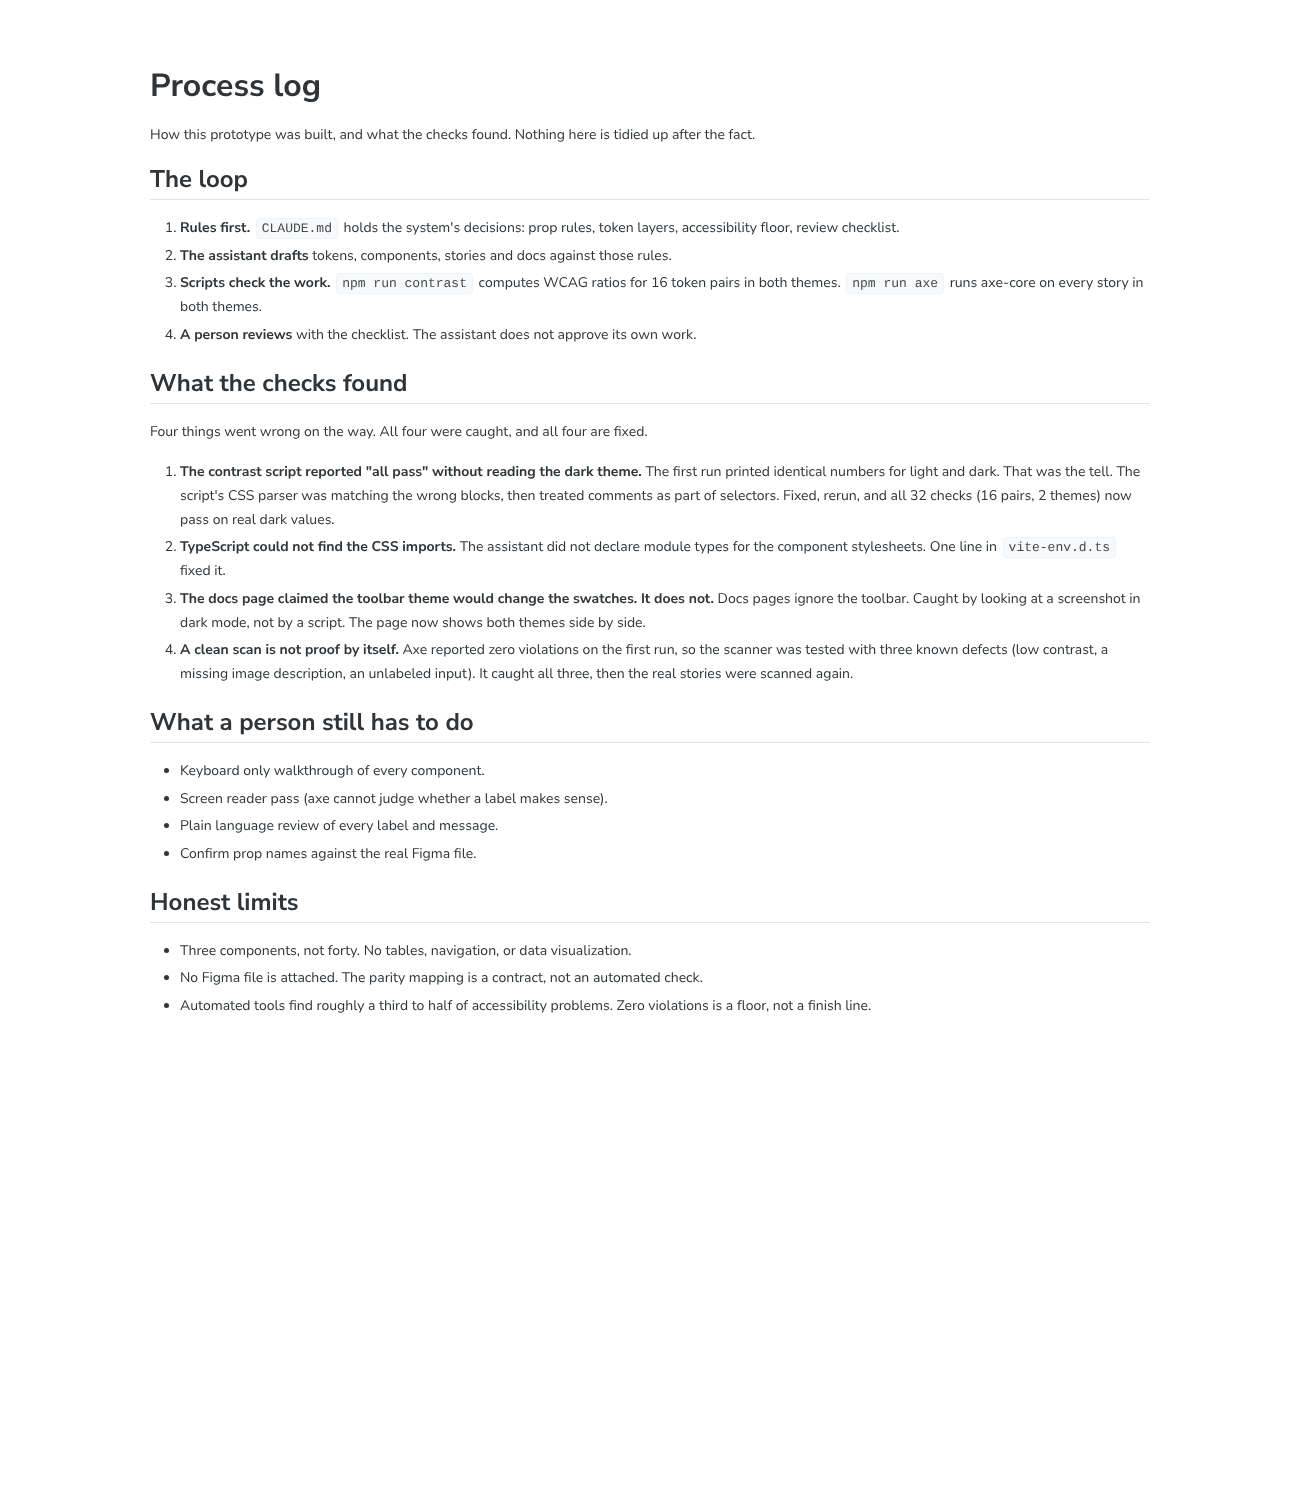 Process log
How this prototype was built, and what the checks found. Nothing here is tidied up after the fact.
The loop
1. Rules first. CLAUDE.md holds the system's decisions: prop rules, token layers, accessibility floor, review checklist.
2. The assistant drafts tokens, components, stories and docs against those rules.
3. Scripts check the work. npm run contrast computes WCAG ratios for 16 token pairs in both themes. npm run axe runs axe-core on every story in
both themes.
4. A person reviews with the checklist. The assistant does not approve its own work.
What the checks found
Four things went wrong on the way. All four were caught, and all four are fixed.
1. The contrast script reported "all pass" without reading the dark theme. The first run printed identical numbers for light and dark. That was the tell. The
script's CSS parser was matching the wrong blocks, then treated comments as part of selectors. Fixed, rerun, and all 32 checks (16 pairs, 2 themes) now
pass on real dark values.
2. TypeScript could not find the CSS imports. The assistant did not declare module types for the component stylesheets. One line in vite-env.d.ts
fixed it.
3. The docs page claimed the toolbar theme would change the swatches. It does not. Docs pages ignore the toolbar. Caught by looking at a screenshot in
dark mode, not by a script. The page now shows both themes side by side.
4. A clean scan is not proof by itself. Axe reported zero violations on the first run, so the scanner was tested with three known defects (low contrast, a
missing image description, an unlabeled input). It caught all three, then the real stories were scanned again.
What a person still has to do
• Keyboard only walkthrough of every component.
• Screen reader pass (axe cannot judge whether a label makes sense).
• Plain language review of every label and message.
• Confirm prop names against the real Figma file.
Honest limits
• Three components, not forty. No tables, navigation, or data visualization.
• No Figma file is attached. The parity mapping is a contract, not an automated check.
• Automated tools find roughly a third to half of accessibility problems. Zero violations is a floor, not a finish line.